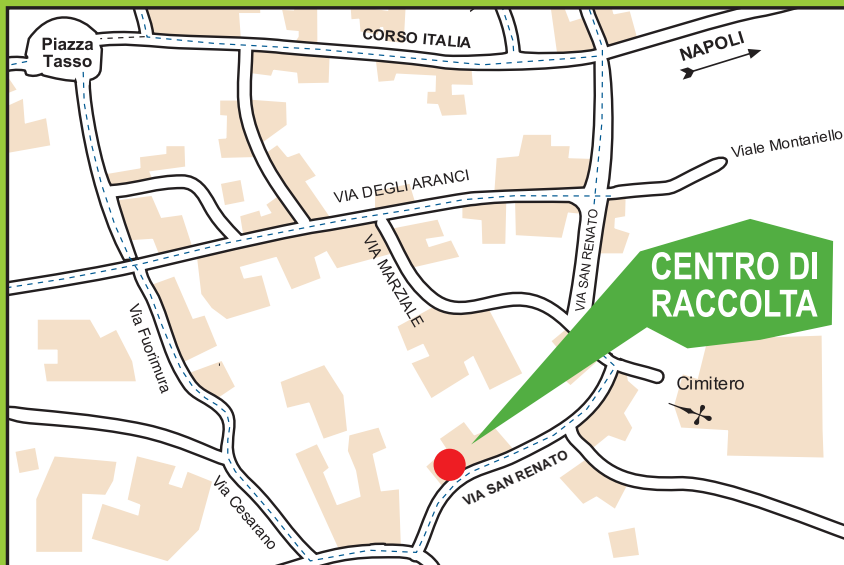 Piazza
Tasso
CORSO ITALIA
NAPOLI
Viale Montariello
VIA DEGLI ARANCI
VIA SAN RENATO
VIA MARZIALE
CENTRO DI
RACCOLTA
Via Fuorimura
Cimitero
VIA SAN RENATO
Via Cesarano